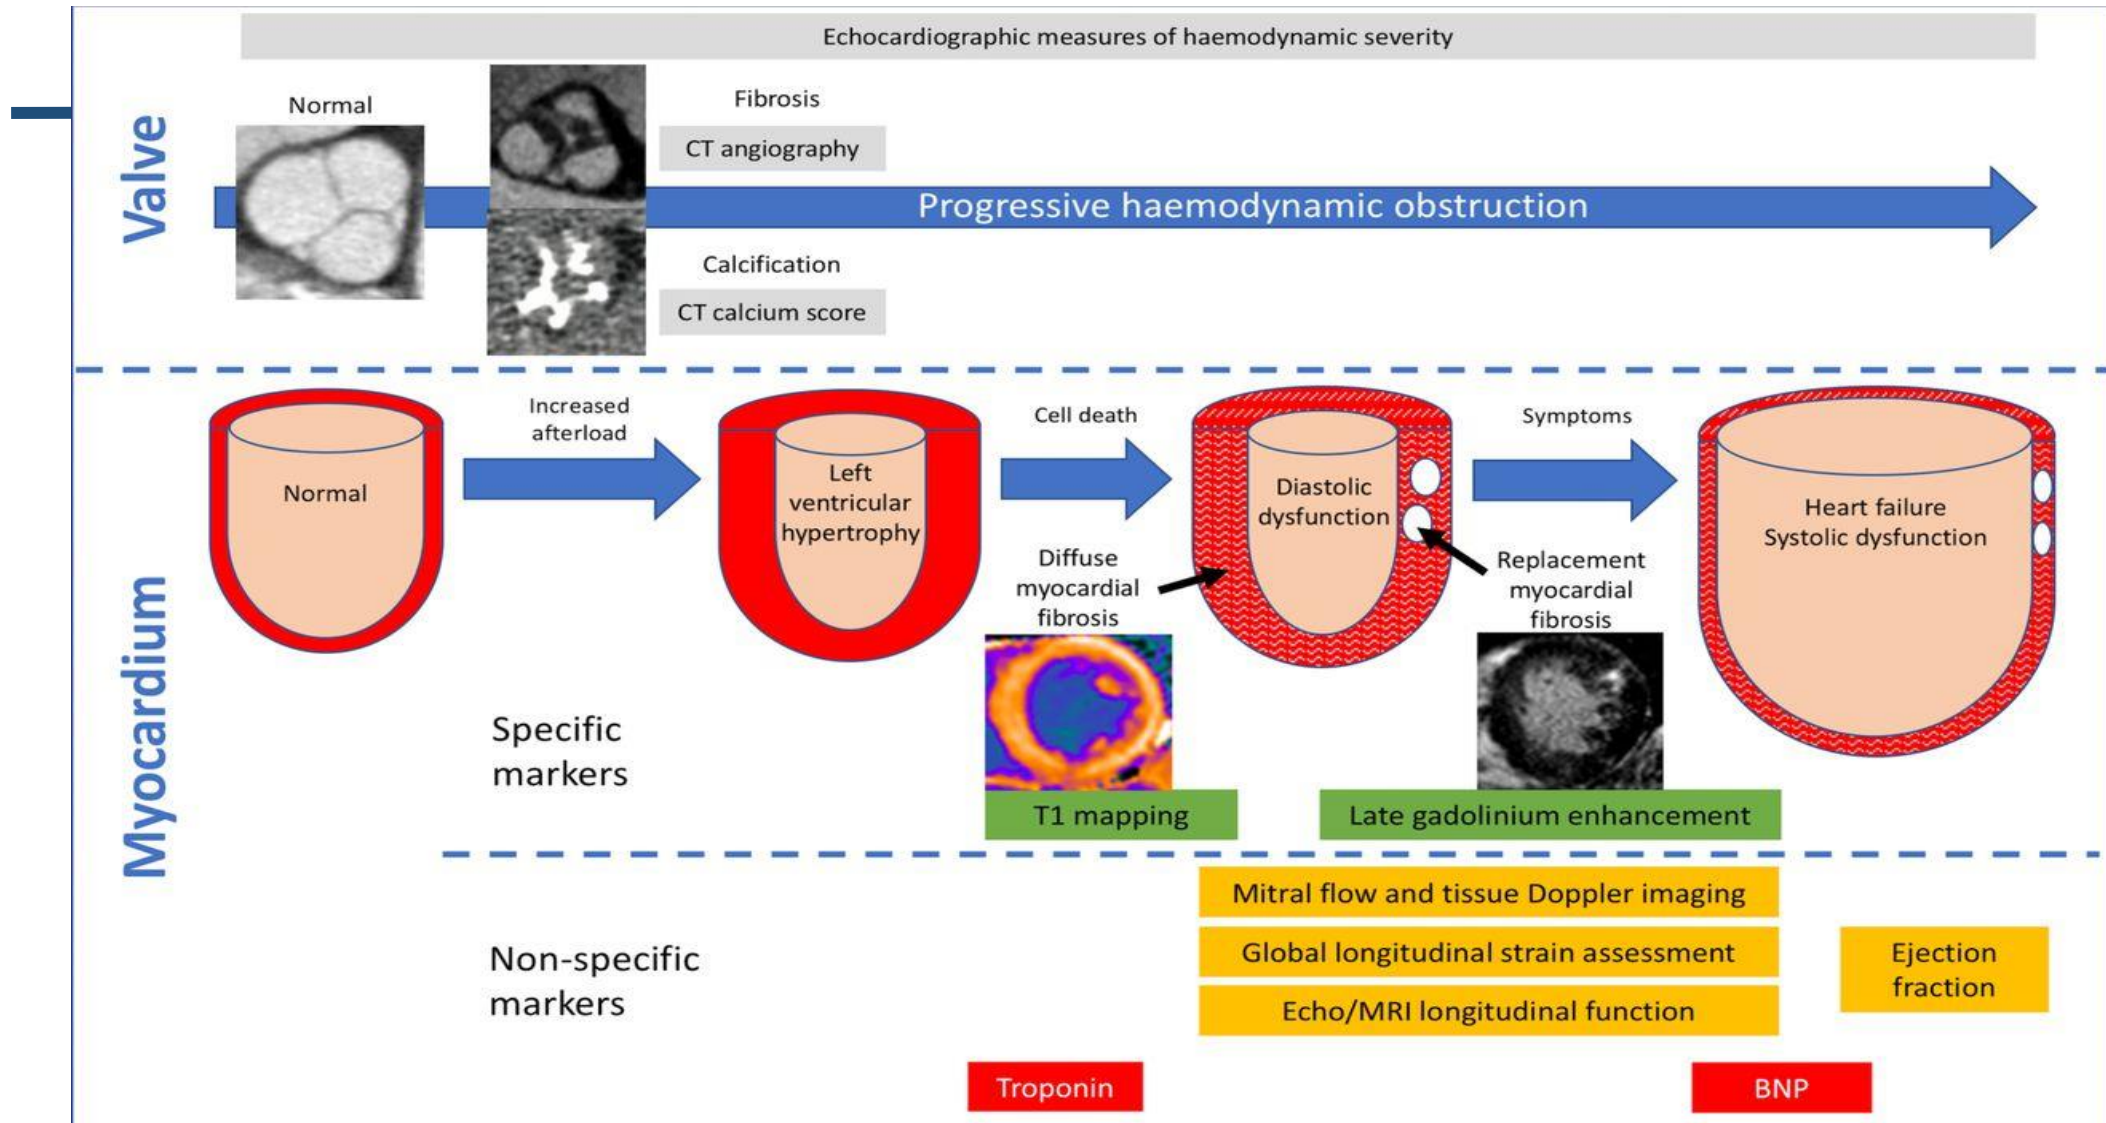 Echocardiographic measures of haemodynamic severity
Valve
Normal
Fibrosis
CT angiography
Progressive haemodynamic obstruction
Calcification
CT calcium score
Myocardium
Normal
Increased
afterload
Left
ventricular
hypertrophy
Cell death
Diastolic
dysfunction
Symptoms
Heart failure
Systolic dysfunction
Diffuse
myocardial
fibrosis
Replacement
myocardial
fibrosis
Specific
markers
T1 mapping
Late gadolinium enhancement
Non-specific
markers
Mitral flow and tissue Doppler imaging
Global longitudinal strain assessment
Echo/MRI longitudinal function
Ejection
fraction
Troponin
BNP